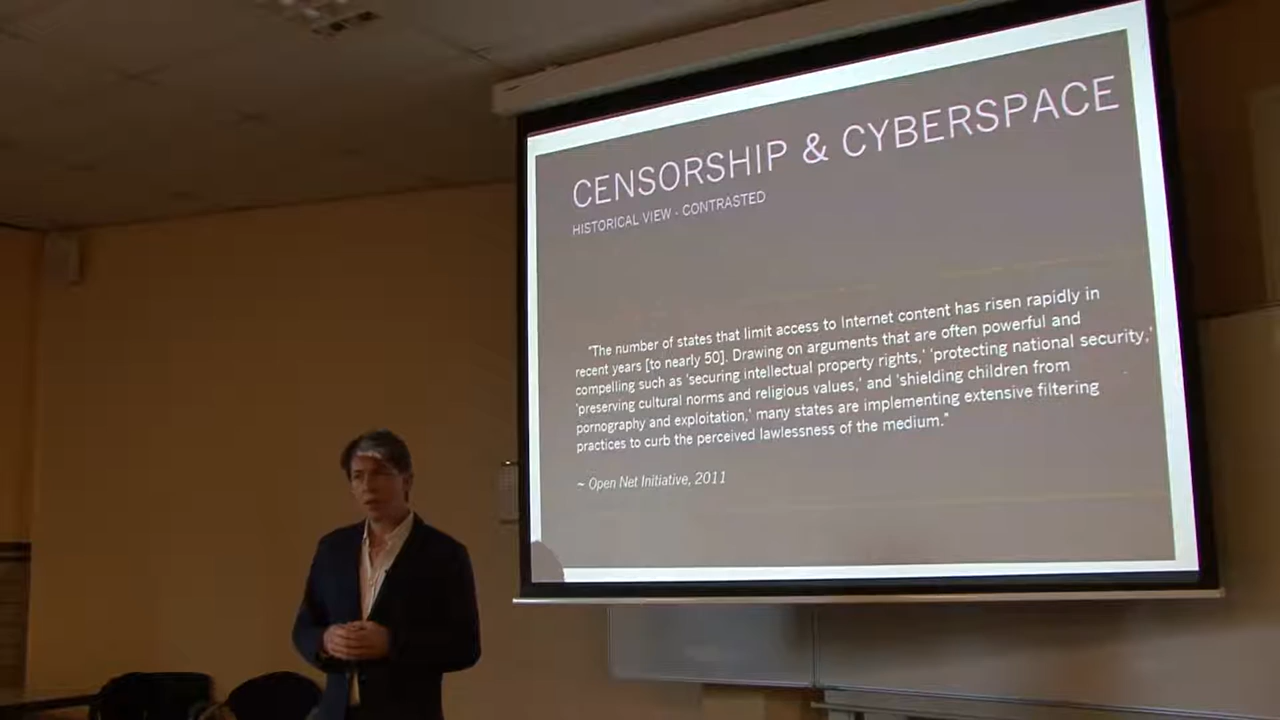 CENSORSHIP & CYBERSPACE
HISTORICAL VIEW - CONTRASTED
"The number of states that limit access to Internet content has risen rapidly in
recent years [to nearly 50]. Drawing on arguments that are often powerful and
compelling such as 'securing intellectual property rights,' 'protecting national security,'
'preserving cultural norms and religious values,' and 'shielding children from
pornography and exploitation,' many states are implementing extensive filtering
practices to curb the perceived lawlessness of the medium."
~ Open Net Initiative, 2011